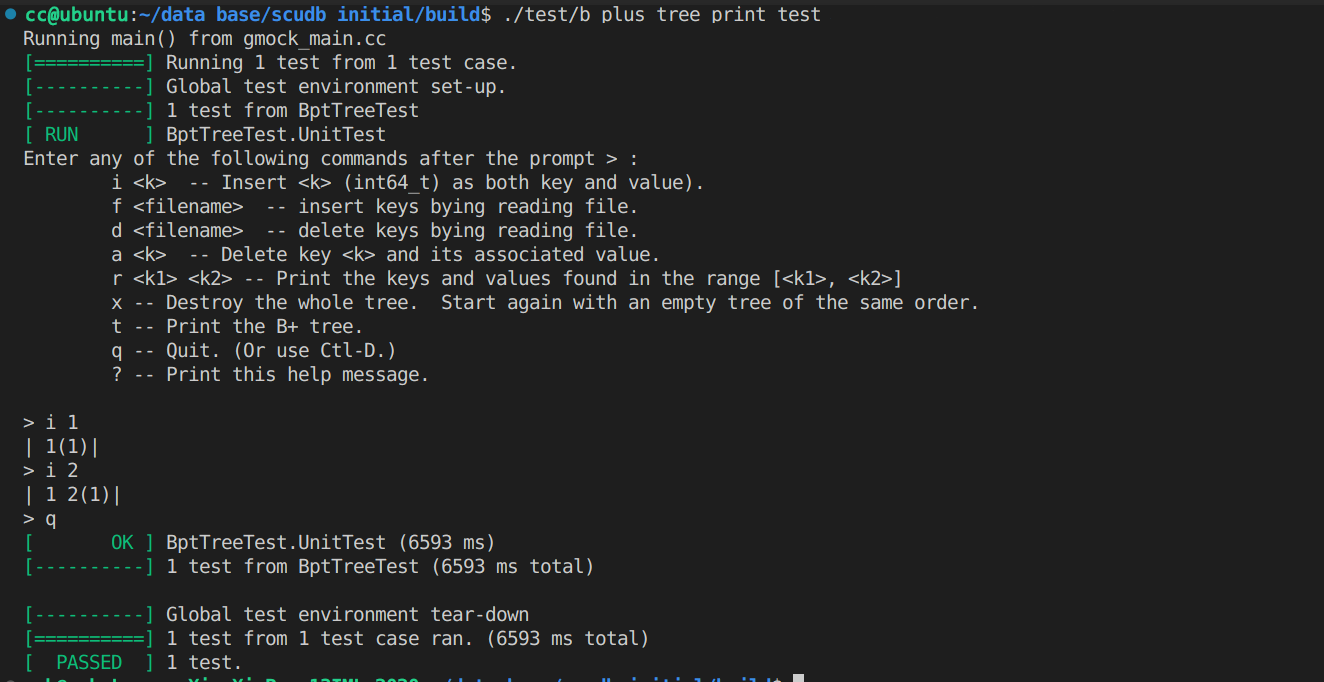 cc@ubuntu:~/data base/scudb initial/build$ ./test/b plus tree print test
Running main() from gmock_main.cc
[==========] Running 1 test from 1 test case.
[----------] Global test environment set-up.
[----------] 1 test from BptTreeTest
[ RUN      ] BptTreeTest.UnitTest
Enter any of the following commands after the prompt > :
        i <k>  -- Insert <k> (int64_t) as both key and value).
        f <filename>  -- insert keys bying reading file.
        d <filename>  -- delete keys bying reading file.
        a <k>  -- Delete key <k> and its associated value.
        r <k1> <k2> -- Print the keys and values found in the range [<k1>, <k2>]
        x -- Destroy the whole tree.  Start again with an empty tree of the same order.
        t -- Print the B+ tree.
        q -- Quit. (Or use Ctl-D.)
        ? -- Print this help message.
> i 1
| 1(1)|
> i 2
| 1 2(1)|
> q
[       OK ] BptTreeTest.UnitTest (6593 ms)
[----------] 1 test from BptTreeTest (6593 ms total)
[----------] Global test environment tear-down
[==========] 1 test from 1 test case ran. (6593 ms total)
[  PASSED  ] 1 test.